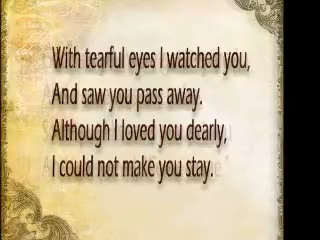 With tearful eyes I watched you,
And saw you pass away.
Although I loved you dearly,
I could not make you stay.